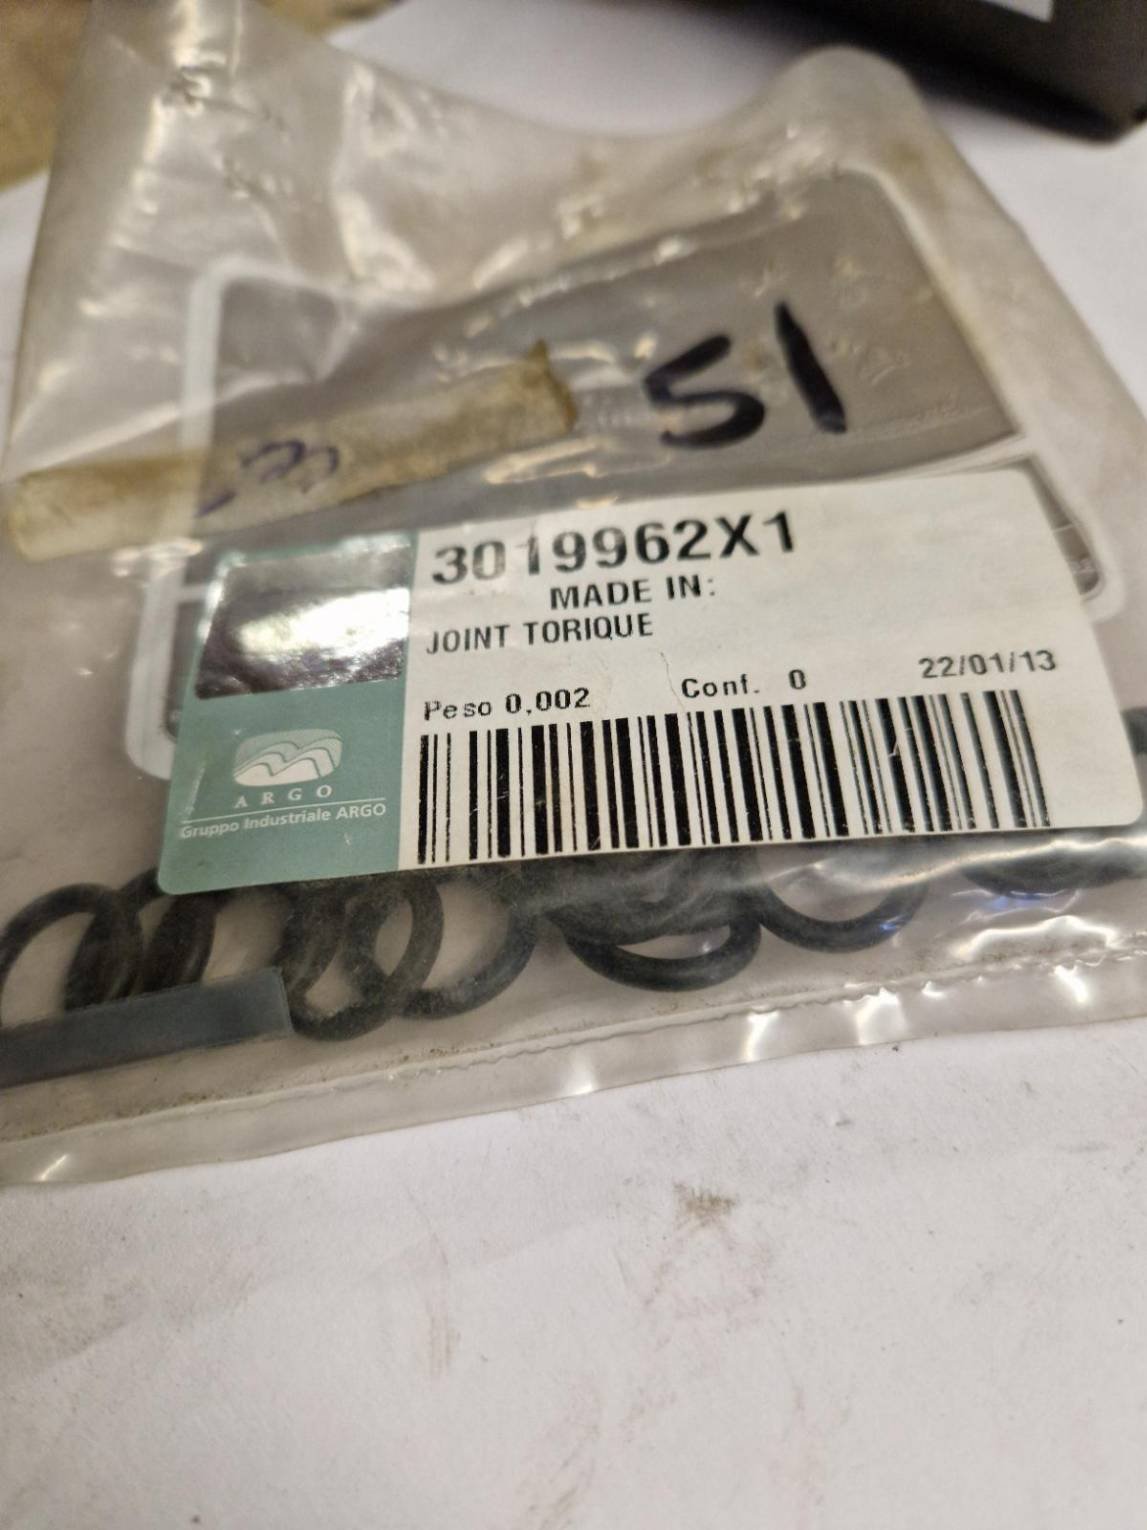 51
3019962X1
MADE IN:
JOINT TORIQUE
Peso 0,002 Conf. 0 22/01/13
ARGO
Gruppo Industriale ARGO